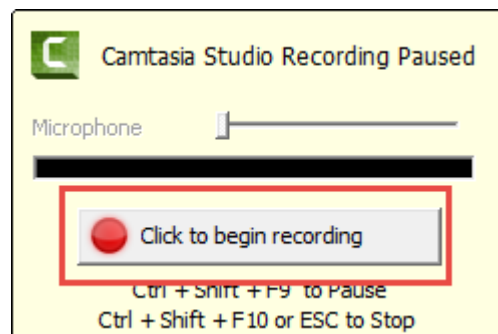 Camtasia Studio Recording Paused
Microphone
Click to begin recording
Ctrl + Shift + F9 to Pause
Ctrl + Shift + F10 or ESC to Stop